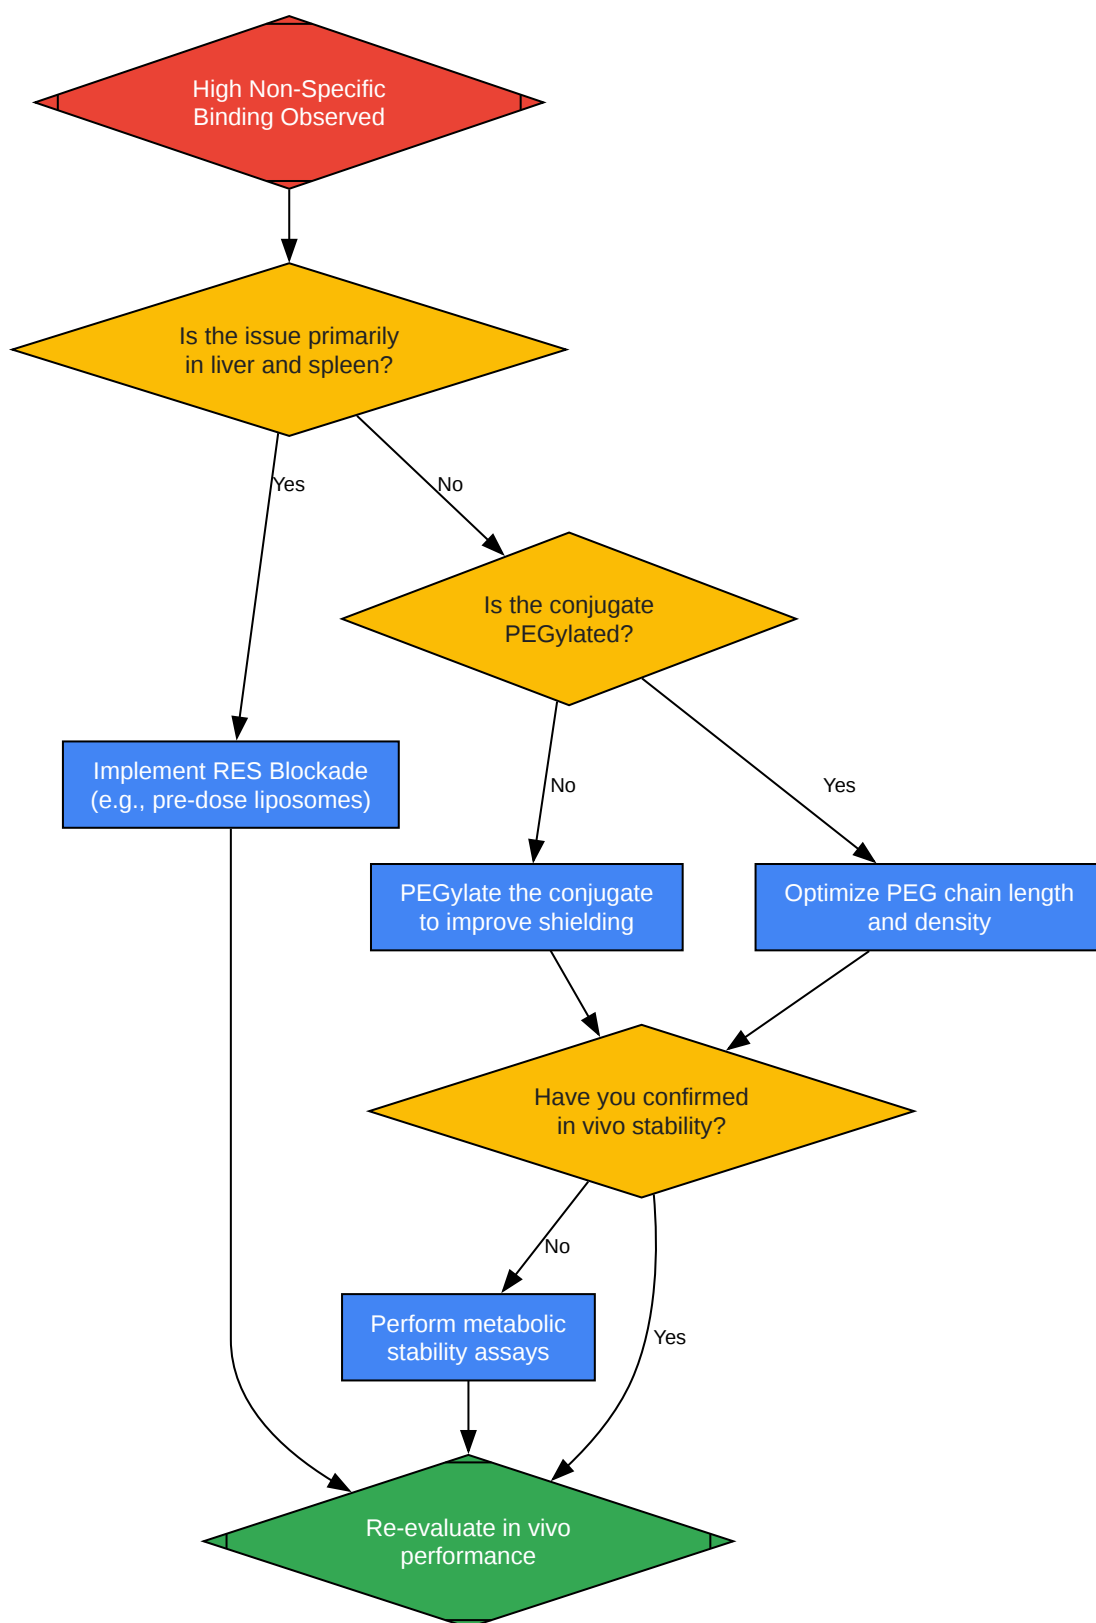 High Non-Specific
Binding Observed
Is the issue primarily
in liver and spleen?
Yes
No
Is the conjugate
PEGylated?
Implement RES Blockade
(e.g., pre-dose liposomes)
No
Yes
PEGylate the conjugate
to improve shielding
Optimize PEG chain length
and density
Have you confirmed
in vivo stability?
No
Perform metabolic
stability assays
Yes
Re-evaluate in vivo
performance